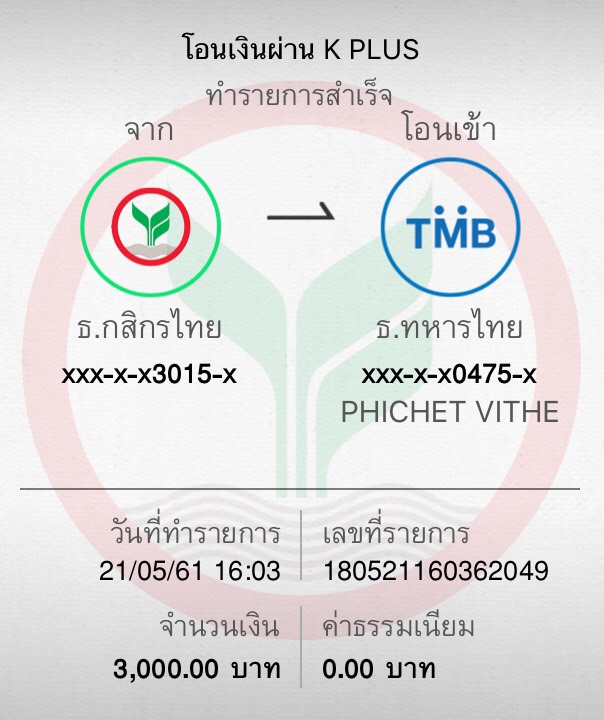 โอนเงินผ่าน K PLUS
ทำรายการสำเร็จ
จาก
โอนเข้า
TMB
ธ.กสิกรไทย
ธ.ทหารไทย
xxx-x-x3015-x
xxx-x-x0475-x
PHICHET VITHE
วันที่ทำรายการ
เลขที่รายการ
21/05/61 16:03
180521160362049
จำนวนเงิน
ค่าธรรมเนียม
3,000.00 บาท
0.00 บาท